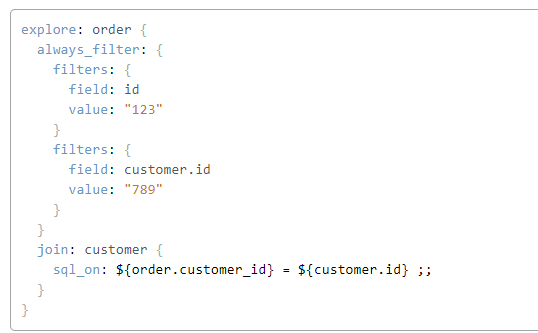 explore: order {
  always_filter: {
    filters: {
      field: id
      value: "123"
    }
    filters: {
      field: customer.id
      value: "789"
    }
  }
  join: customer {
    sql_on: ${order.customer_id} = ${customer.id} ;;
  }
}